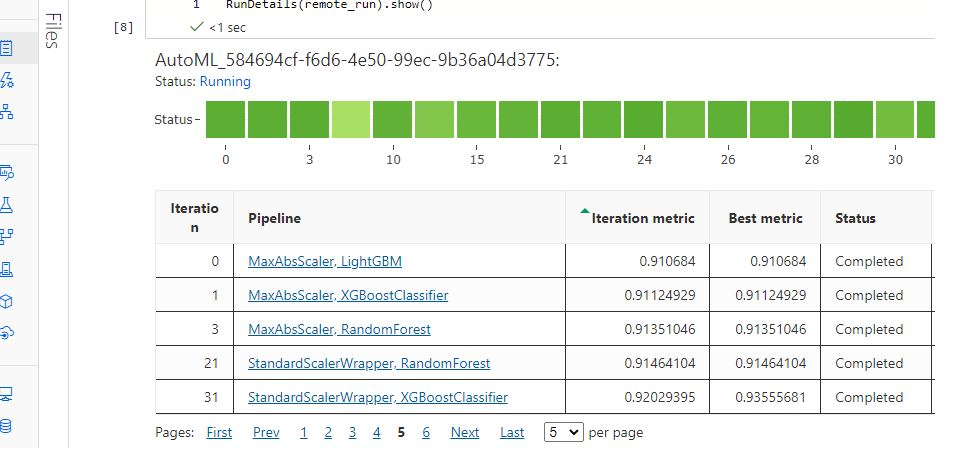 1 RunDetails(remote_run).show()
[8]
<1 sec
Files
AutoML_584694cf-f6d6-4e50-99ec-9b36a04d3775:
Status: Running
Status
0 3 10 15 21 24 26 28 30
Iteration Pipeline Iteration metric Best metric Status
0 MaxAbsScaler, LightGBM 0.910684 0.910684 Completed
1 MaxAbsScaler, XGBoostClassifier 0.91124929 0.91124929 Completed
3 MaxAbsScaler, RandomForest 0.91351046 0.91351046 Completed
21 StandardScalerWrapper, RandomForest 0.91464104 0.91464104 Completed
31 StandardScalerWrapper, XGBoostClassifier 0.92029395 0.93555681 Completed
Pages: First Prev 1 2 3 4 5 6 Next Last 5 per page